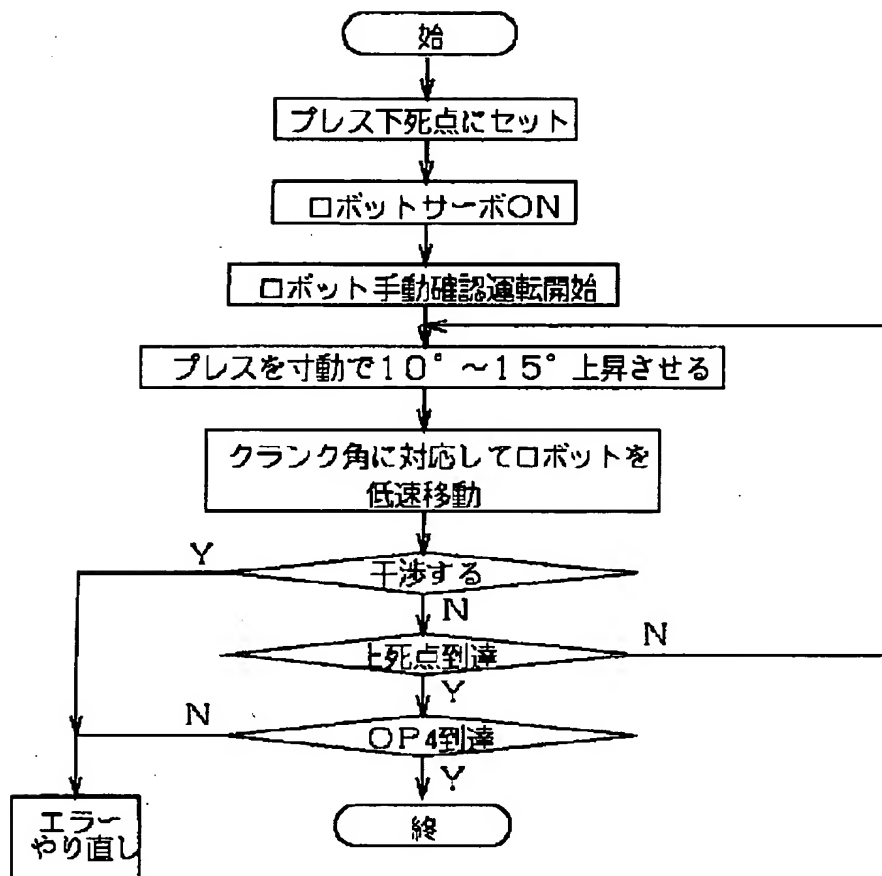 始
プレス下死点にセット
ロボットサーボON
ロボット手動確認運転開始
プレスを寸動で10°～15°上昇させる
クランク角に対応してロボットを
低速移動
Y
干渉する
N
上死点到達
N
Y
N
OP4到達
Y
エラー
やり直し
終